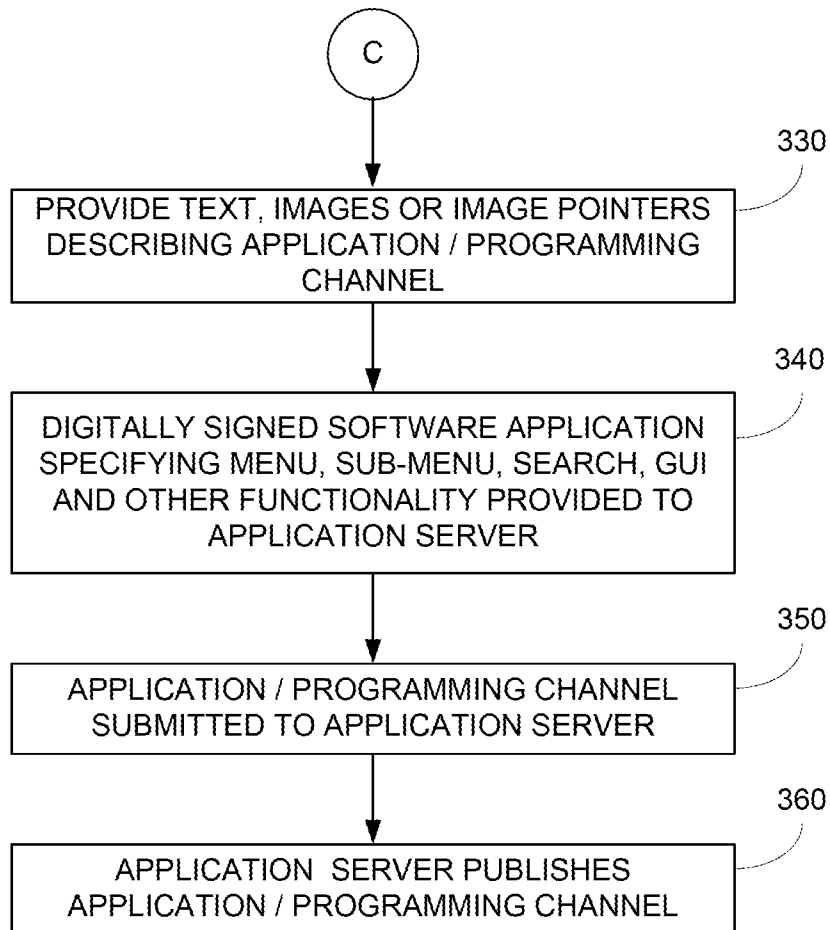 C
330
PROVIDE TEXT, IMAGES OR IMAGE POINTERS
DESCRIBING APPLICATION / PROGRAMMING
CHANNEL
340
DIGITALLY SIGNED SOFTWARE APPLICATION
SPECIFYING MENU, SUB-MENU, SEARCH, GUI
AND OTHER FUNCTIONALITY PROVIDED TO
APPLICATION SERVER
350
APPLICATION / PROGRAMMING CHANNEL
SUBMITTED TO APPLICATION SERVER
360
APPLICATION SERVER PUBLISHES
APPLICATION / PROGRAMMING CHANNEL